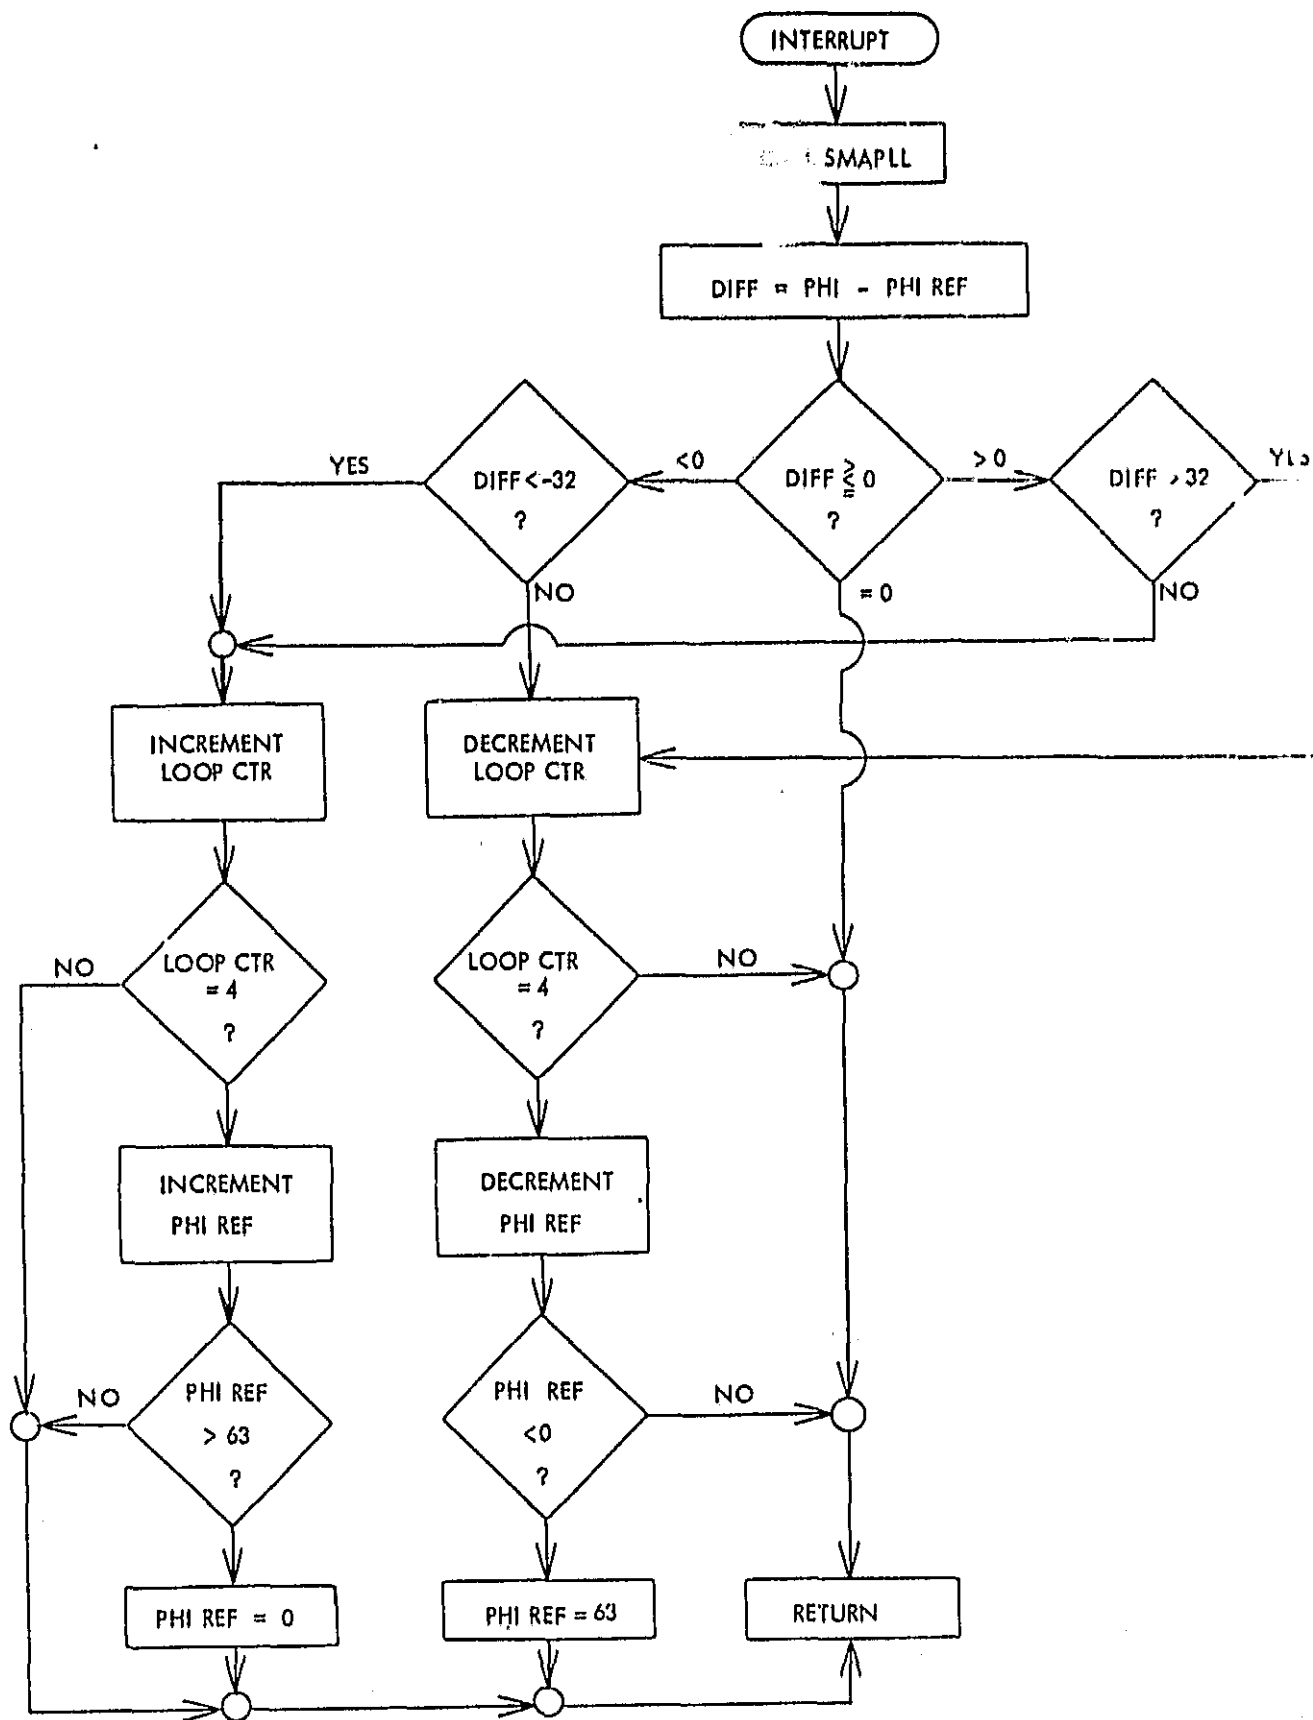 INTERRUPT
SMAPLL
DIFF = PHI - PHI REF
YES
DIFF<-32
?
<0
DIFF ⪌ 0
?
>0
DIFF > 32
?
NO
= 0
NO
INCREMENT
LOOP CTR
DECREMENT
LOOP CTR
NO
LOOP CTR
= 4
?
LOOP CTR
= 4
?
NO
INCREMENT
PHI REF
DECREMENT
PHI REF
NO
PHI REF
> 63
?
PHI REF
<0
?
NO
PHI REF = 0
PHI REF = 63
RETURN